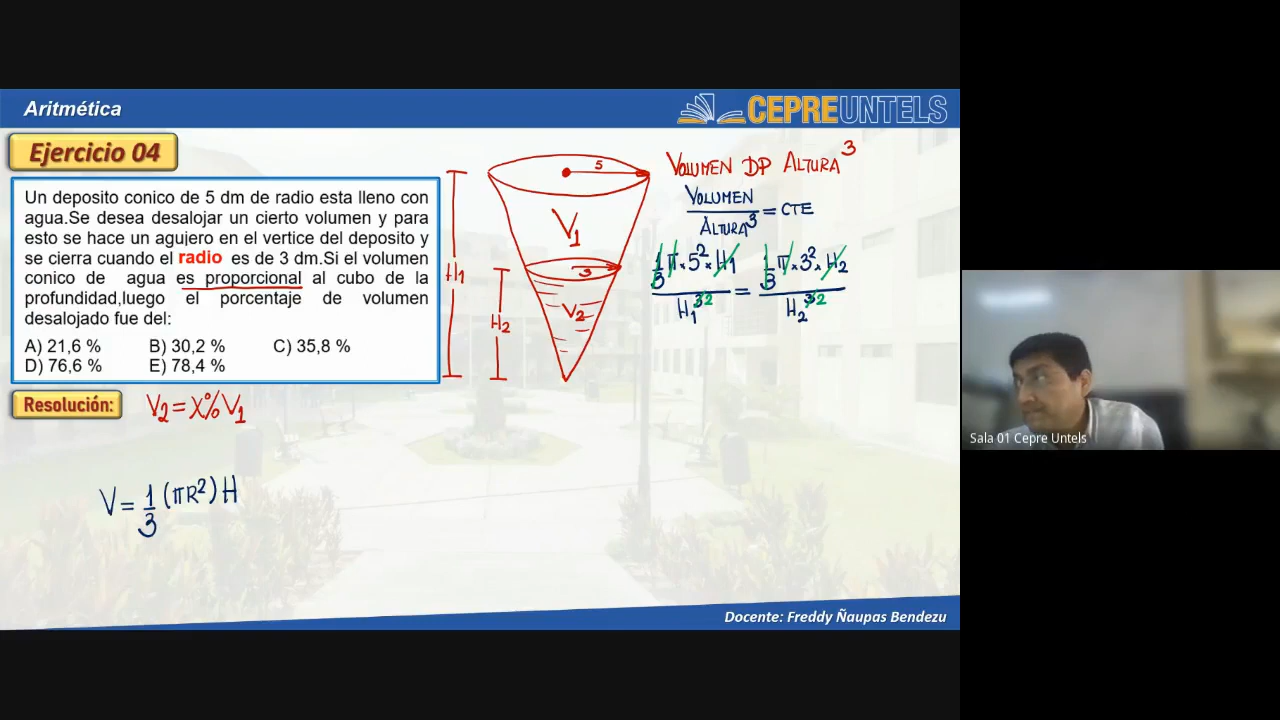 Aritmética
CEPREUNTELS
Ejercicio 04
Un deposito conico de 5 dm de radio esta lleno con
agua.Se desea desalojar un cierto volumen y para
esto se hace un agujero en el vertice del deposito y
se cierra cuando el radio es de 3 dm.Si el volumen
conico de agua es proporcional al cubo de la
profundidad,luego el porcentaje de volumen
desalojado fue del:
A) 21,6 % B) 30,2 % C) 35,8 %
D) 76,6 % E) 78,4 %
Resolución:
V₂ = X% V₁
V = 1/3 (πR²) H
5
V₁
3
V₂
H₁
H₂
VOLUMEN DP ALTURA³
VOLUMEN / ALTURA³ = CTE
1/3 π × 5² × H₁ / H₁³ ² = 1/3 π × 3² × H₂ / H₂³ ²
Docente: Freddy Ñaupas Bendezu
Sala 01 Cepre Untels